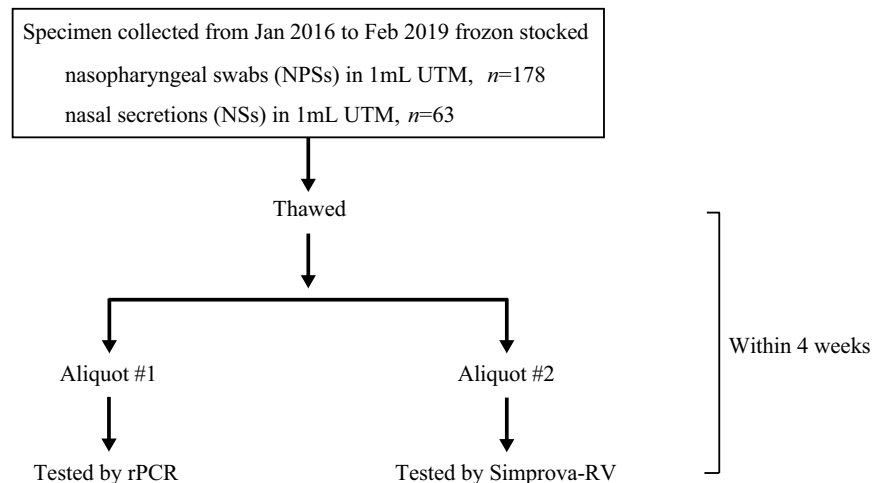 Specimen collected from Jan 2016 to Feb 2019 frozon stocked
nasopharyngeal swabs (NPSs) in 1mL UTM, n=178
nasal secretions (NSs) in 1mL UTM, n=63
Thawed
Within 4 weeks
Aliquot #1
Aliquot #2
Tested by rPCR
Tested by Simprova-RV